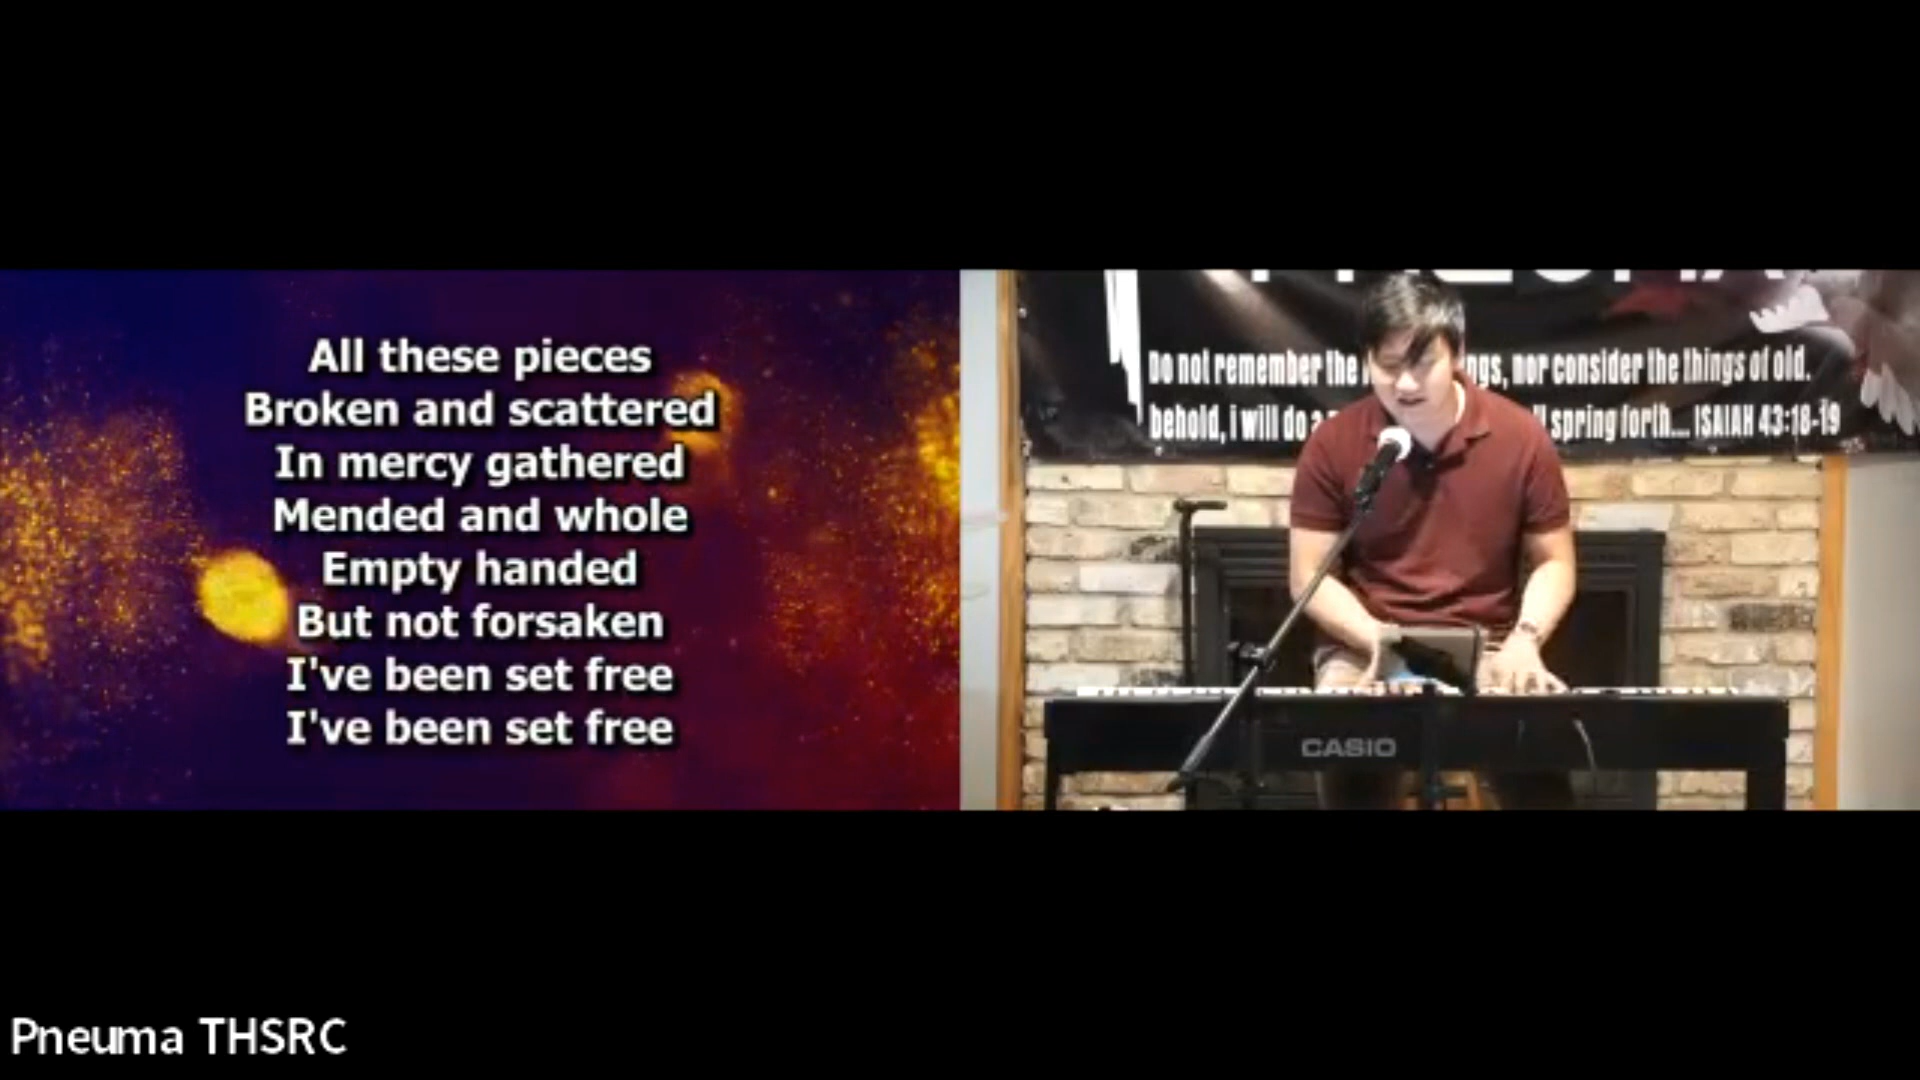 All these pieces
Broken and scattered
In mercy gathered
Mended and whole
Empty handed
But not forsaken
I've been set free
I've been set free
Do not remember the ngs, nor consider the things of old.
behold, i will do a spring forth... ISAIAH 43:18-19
CASIO
Pneuma THSRC